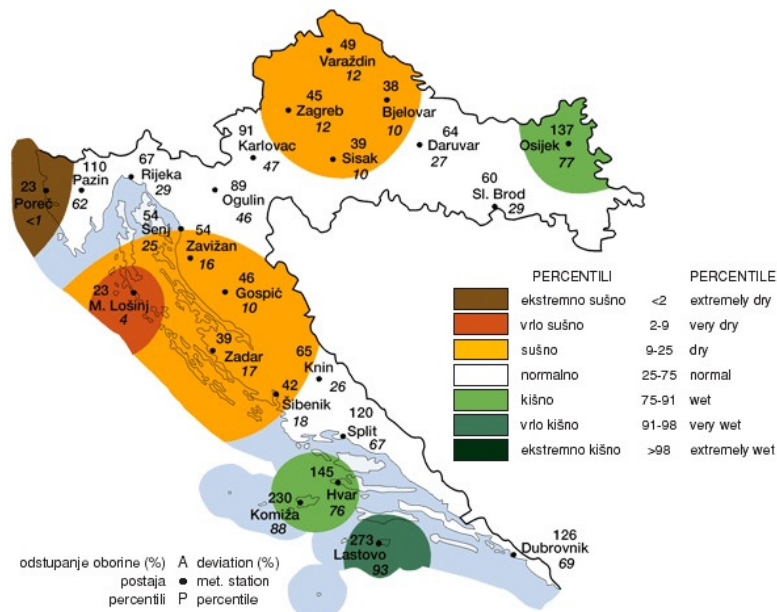 49
Varaždin
12
45
Zagreb
12
38
Bjelovar
10
39
Sisak
10
91
Karlovac
47
64
Daruvar
27
137
Osijek
77
60
Sl. Brod
29
23
Poreč
<1
110
Pazin
62
67
Rijeka
29
89
Ogulin
46
54
Senj
25
54
Zavižan
16
46
Gospić
10
23
M. Lošinj
4
39
Zadar
17
65
Knin
26
42
Šibenik
18
120
Split
67
145
Hvar
76
230
Komiža
88
273
Lastovo
93
126
Dubrovnik
69
PERCENTILI PERCENTILE
ekstremno sušno <2 extremely dry
vrlo sušno 2-9 very dry
sušno 9-25 dry
normalno 25-75 normal
kišno 75-91 wet
vrlo kišno 91-98 very wet
ekstremno kišno >98 extremely wet
odstupanje oborine (%) A deviation (%)
postaja ● met. station
percentili P percentile